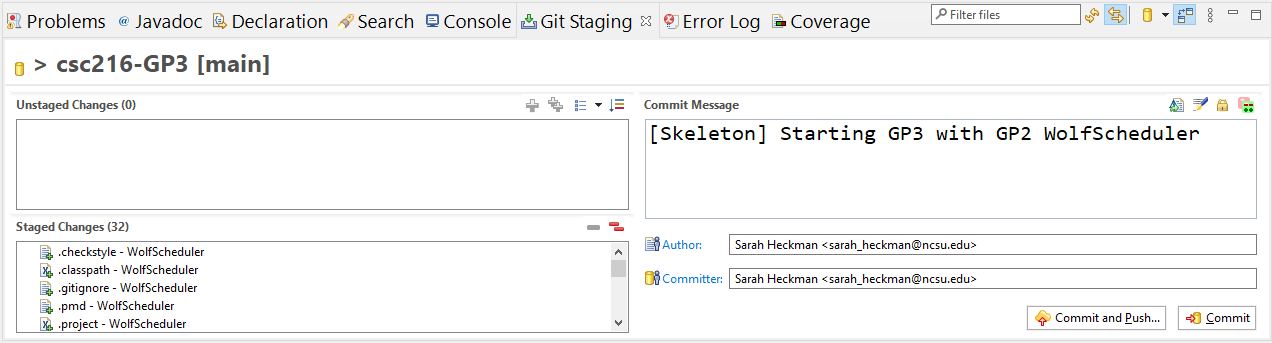 Problems @ Javadoc Declaration Search Console Git Staging Error Log Coverage Filter files
> csc216-GP3 [main]
Unstaged Changes (0)
Commit Message
[Skeleton] Starting GP3 with GP2 WolfScheduler
Staged Changes (32)
.checkstyle - WolfScheduler
.classpath - WolfScheduler
.gitignore - WolfScheduler
.pmd - WolfScheduler
.project - WolfScheduler
Author: Sarah Heckman <sarah_heckman@ncsu.edu>
Committer: Sarah Heckman <sarah_heckman@ncsu.edu>
Commit and Push... Commit